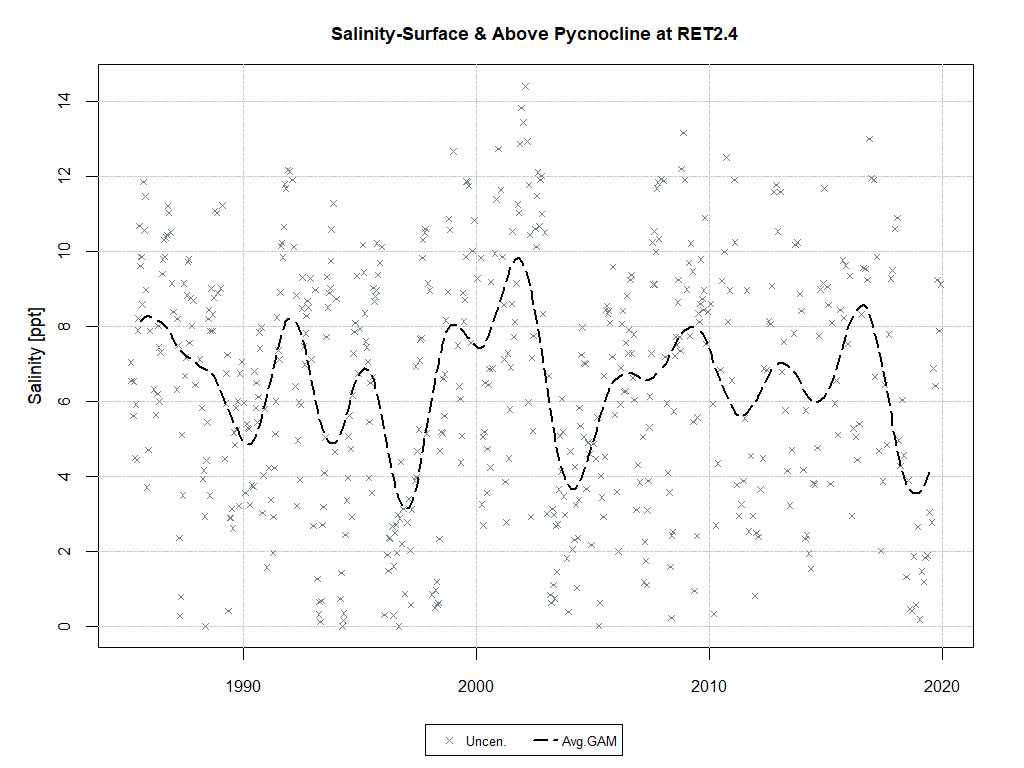 Salinity-Surface & Above Pycnocline at RET2.4
Salinity [ppt]
14
12
10
8
6
4
2
0
1990 2000 2010 2020
Uncen. Avg.GAM